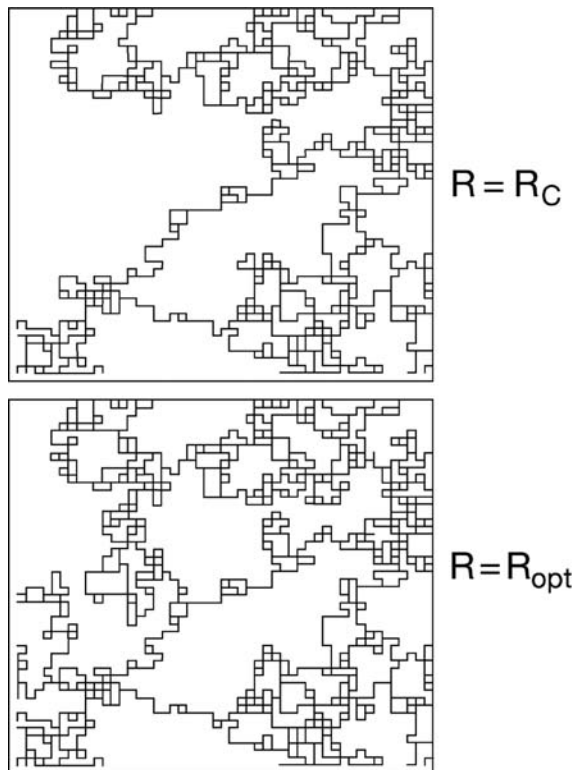 R = R_C
R = R_opt